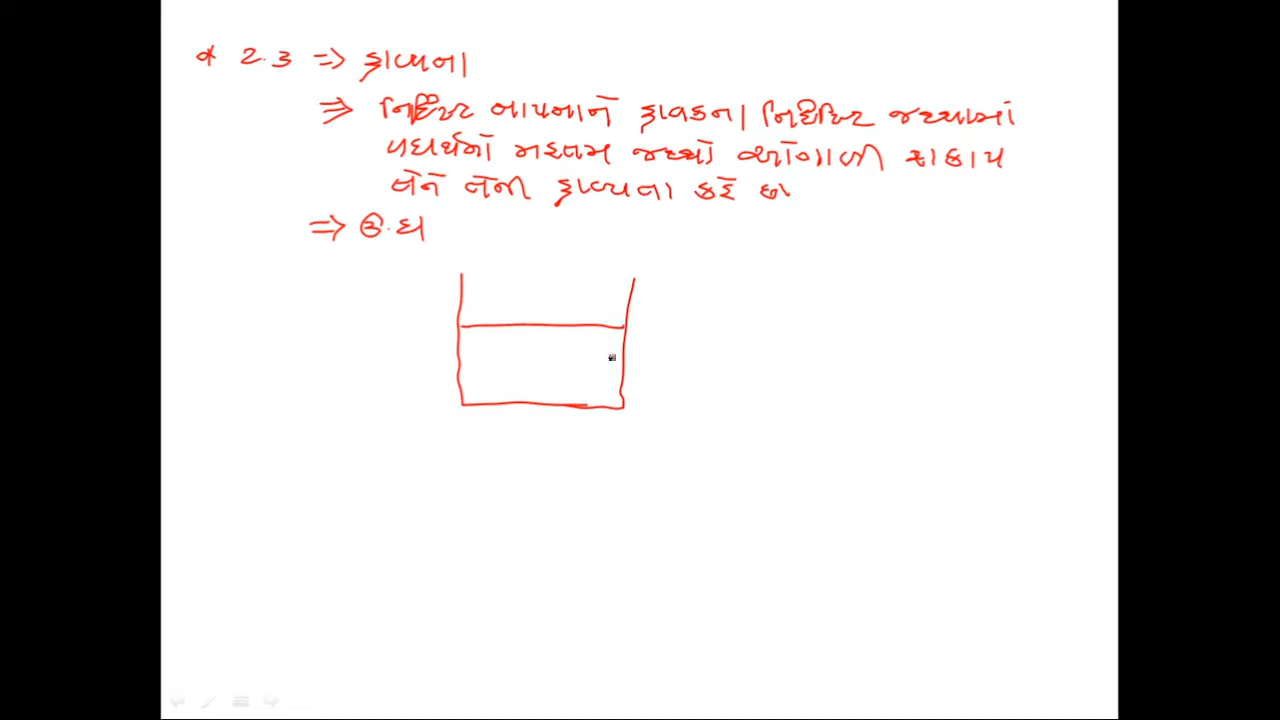 * 2.3 ⇒ દ્રાવ્યતા
⇒ નિશ્ચિત તાપમાને દ્રાવકના નિશ્ચિત જથ્થામાં
પદાર્થનો મહત્તમ જથ્થો ઓગાળી શકાય
તેને તેની દ્રાવ્યતા કહે છે
⇒ ઉ.દા